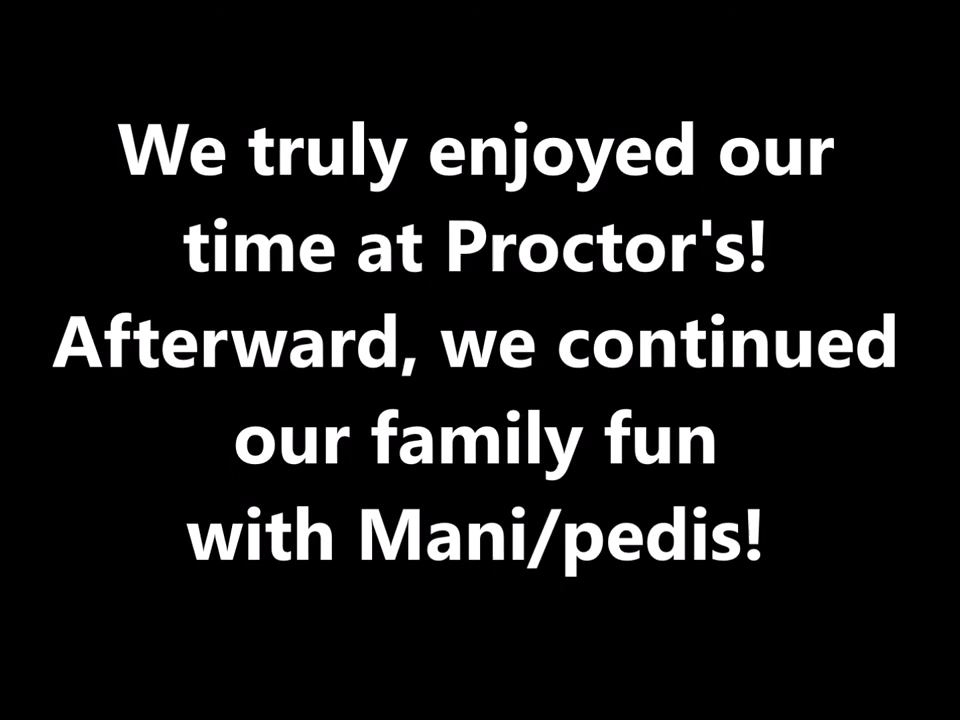 We truly enjoyed our
time at Proctor's!
Afterward, we continued
our family fun
with Mani/pedis!